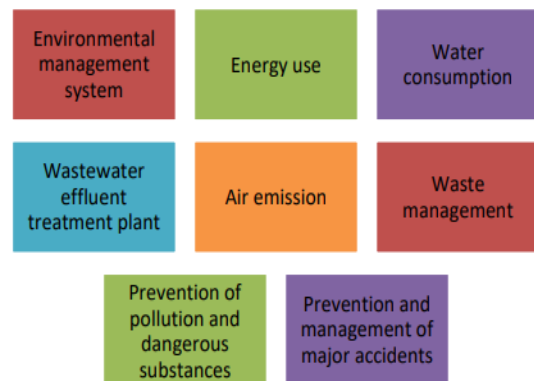 Environmental
management
system
Energy use
Water
consumption
Wastewater
effluent
treatment plant
Air emission
Waste
management
Prevention of
pollution and
dangerous
substances
Prevention and
management of
major accidents